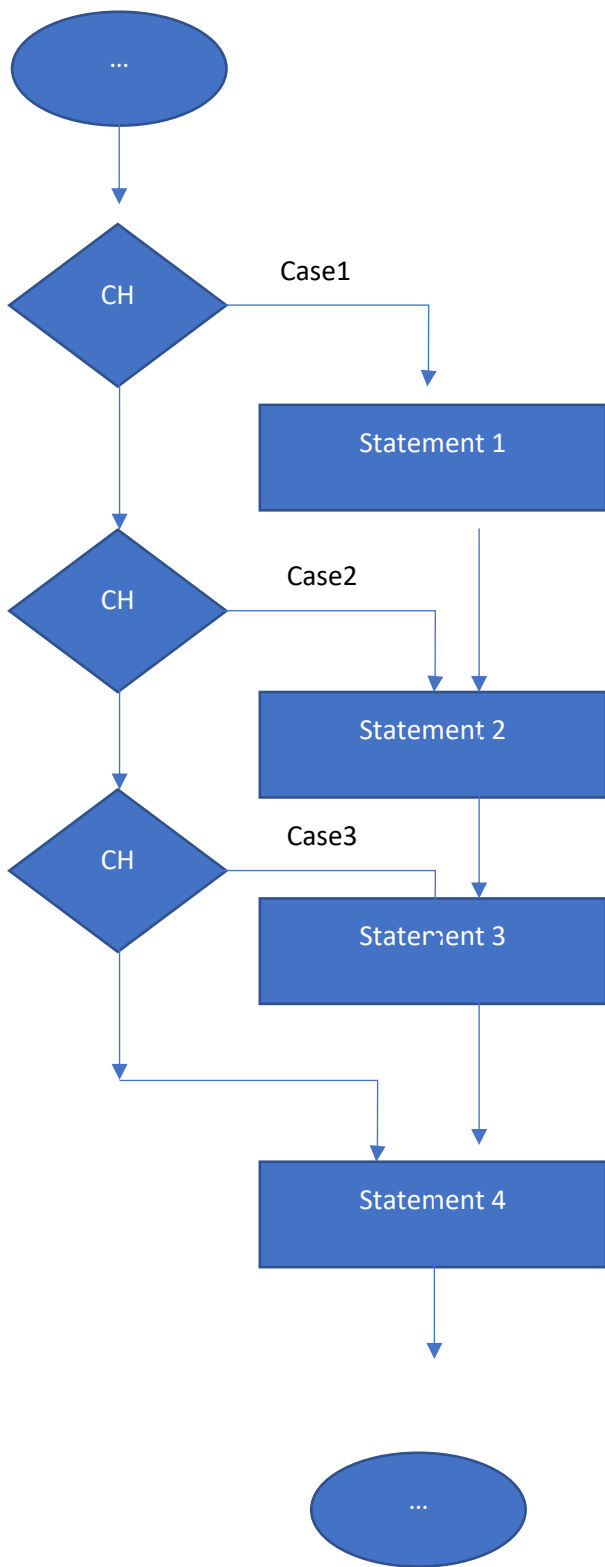 ...
CH
Case1
Statement 1
CH
Case2
Statement 2
CH
Case3
Statement 3
Statement 4
...